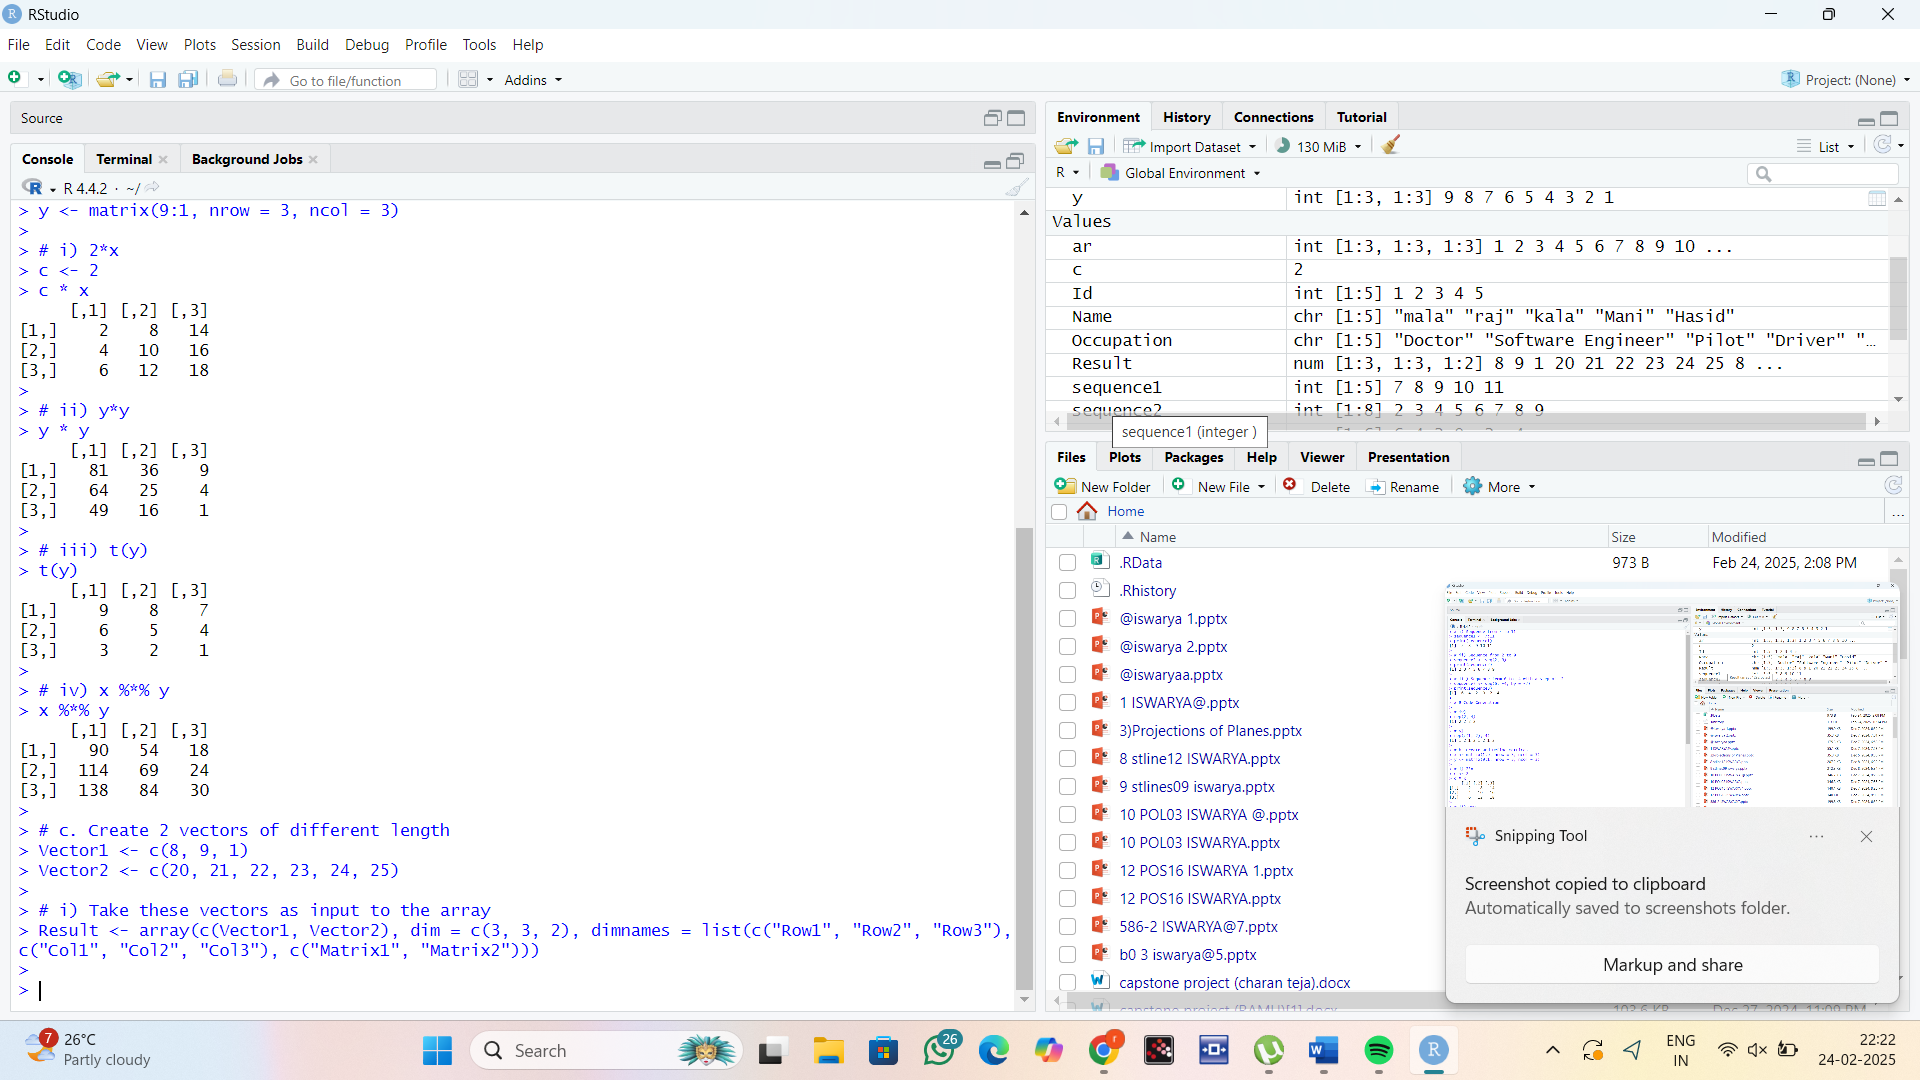 RStudio
File Edit Code View Plots Session Build Debug Profile Tools Help
Go to file/function Addins Project: (None)
Source
Console Terminal Background Jobs
R 4.4.2 · ~/
> y <- matrix(9:1, nrow = 3, ncol = 3)
>
> # i) 2*x
> c <- 2
> c * x
[,1] [,2] [,3]
[1,] 2 8 14
[2,] 4 10 16
[3,] 6 12 18
>
> # ii) y*y
> y * y
[,1] [,2] [,3]
[1,] 81 36 9
[2,] 64 25 4
[3,] 49 16 1
>
> # iii) t(y)
> t(y)
[,1] [,2] [,3]
[1,] 9 8 7
[2,] 6 5 4
[3,] 3 2 1
>
> # iv) x %*% y
> x %*% y
[,1] [,2] [,3]
[1,] 90 54 18
[2,] 114 69 24
[3,] 138 84 30
>
> # c. Create 2 vectors of different length
> Vector1 <- c(8, 9, 1)
> Vector2 <- c(20, 21, 22, 23, 24, 25)
>
> # i) Take these vectors as input to the array
> Result <- array(c(Vector1, Vector2), dim = c(3, 3, 2), dimnames = list(c("Row1", "Row2", "Row3"),
c("Col1", "Col2", "Col3"), c("Matrix1", "Matrix2")))
>
>
Environment History Connections Tutorial
Import Dataset 130 MiB List
R Global Environment
y int [1:3, 1:3] 9 8 7 6 5 4 3 2 1
Values
ar int [1:3, 1:3, 1:3] 1 2 3 4 5 6 7 8 9 10 ...
c 2
Id int [1:5] 1 2 3 4 5
Name chr [1:5] "mala" "raj" "kala" "Mani" "Hasid"
Occupation chr [1:5] "Doctor" "Software Engineer" "Pilot" "Driver" "…
Result num [1:3, 1:3, 1:2] 8 9 1 20 21 22 23 24 25 8 ...
sequence1 int [1:5] 7 8 9 10 11
sequence2 int [1:8] 2 3 4 5 6 7 8 9
sequence1 (integer )
Files Plots Packages Help Viewer Presentation
New Folder New File Delete Rename More
Home ...
Name Size Modified
.RData 973 B Feb 24, 2025, 2:08 PM
.Rhistory
@iswarya 1.pptx
@iswarya 2.pptx
@iswaryaa.pptx
1 ISWARYA@.pptx
3)Projections of Planes.pptx
8 stline12 ISWARYA.pptx
9 stlines09 iswarya.pptx
10 POL03 ISWARYA @.pptx
10 POL03 ISWARYA.pptx
12 POS16 ISWARYA 1.pptx
12 POS16 ISWARYA.pptx
586-2 ISWARYA@7.pptx
b0 3 iswarya@5.pptx
capstone project (charan teja).docx
capstone project (RAMU)[1].docx 103.6 KB Dec 27, 2024, 11:09 PM
Snipping Tool
Screenshot copied to clipboard
Automatically saved to screenshots folder.
Markup and share
7
26°C
Partly cloudy
Search
26
ENG
IN
22:22
24-02-2025